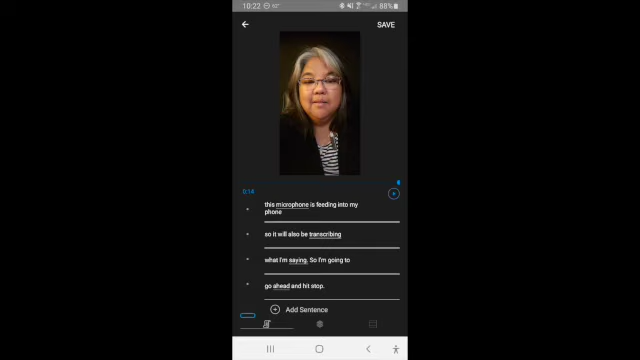 10:22
88%
SAVE
0:14
this microphone is feeding into my
phone
so it will also be transcribing
what I'm saying, So I'm going to
go ahead and hit stop.
Add Sentence